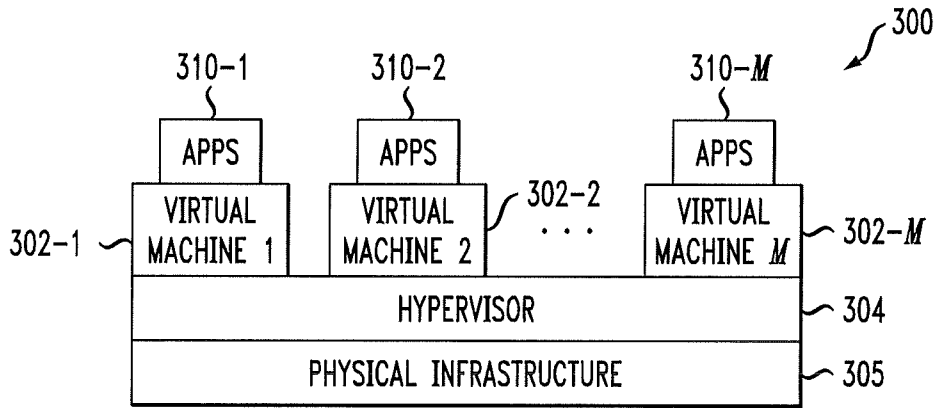 300
310-1
310-2
310-M
APPS
APPS
APPS
302-1
VIRTUAL
MACHINE 1
VIRTUAL
MACHINE 2
302-2
. . .
VIRTUAL
MACHINE M
302-M
HYPERVISOR
304
PHYSICAL INFRASTRUCTURE
305